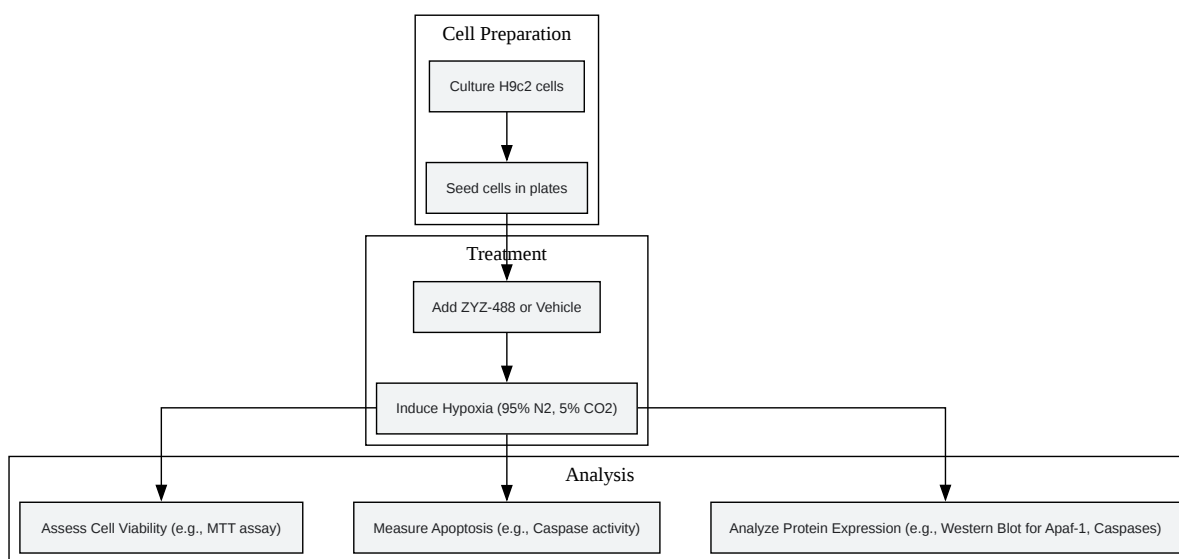 Cell Preparation
Culture H9c2 cells
Seed cells in plates
Treatment
Add ZYZ-488 or Vehicle
Induce Hypoxia (95% N2, 5% CO2)
Analysis
Assess Cell Viability (e.g., MTT assay)
Measure Apoptosis (e.g., Caspase activity)
Analyze Protein Expression (e.g., Western Blot for Apaf-1, Caspases)